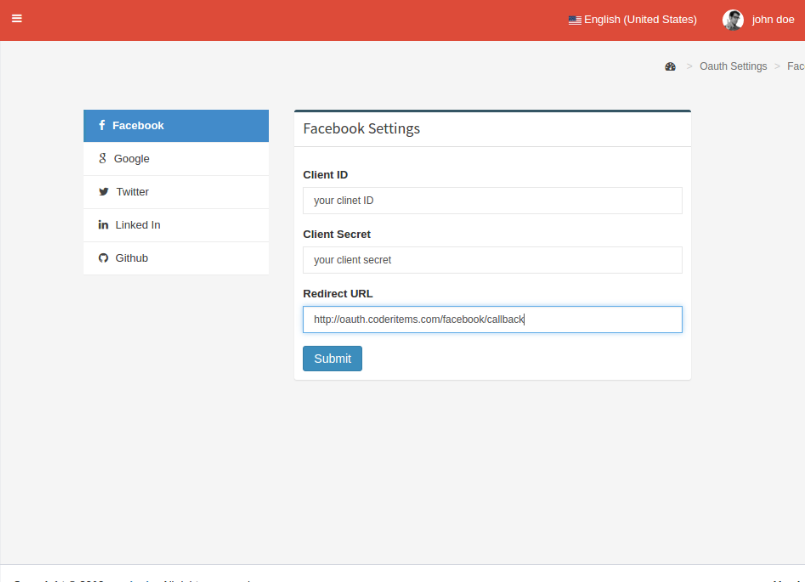 English (United States) john doe
> Oauth Settings > Fac
Facebook
Google
Twitter
Linked In
Github
Facebook Settings
Client ID
your clinet ID
Client Secret
your client secret
Redirect URL
http://oauth.coderitems.com/facebook/callback
Submit